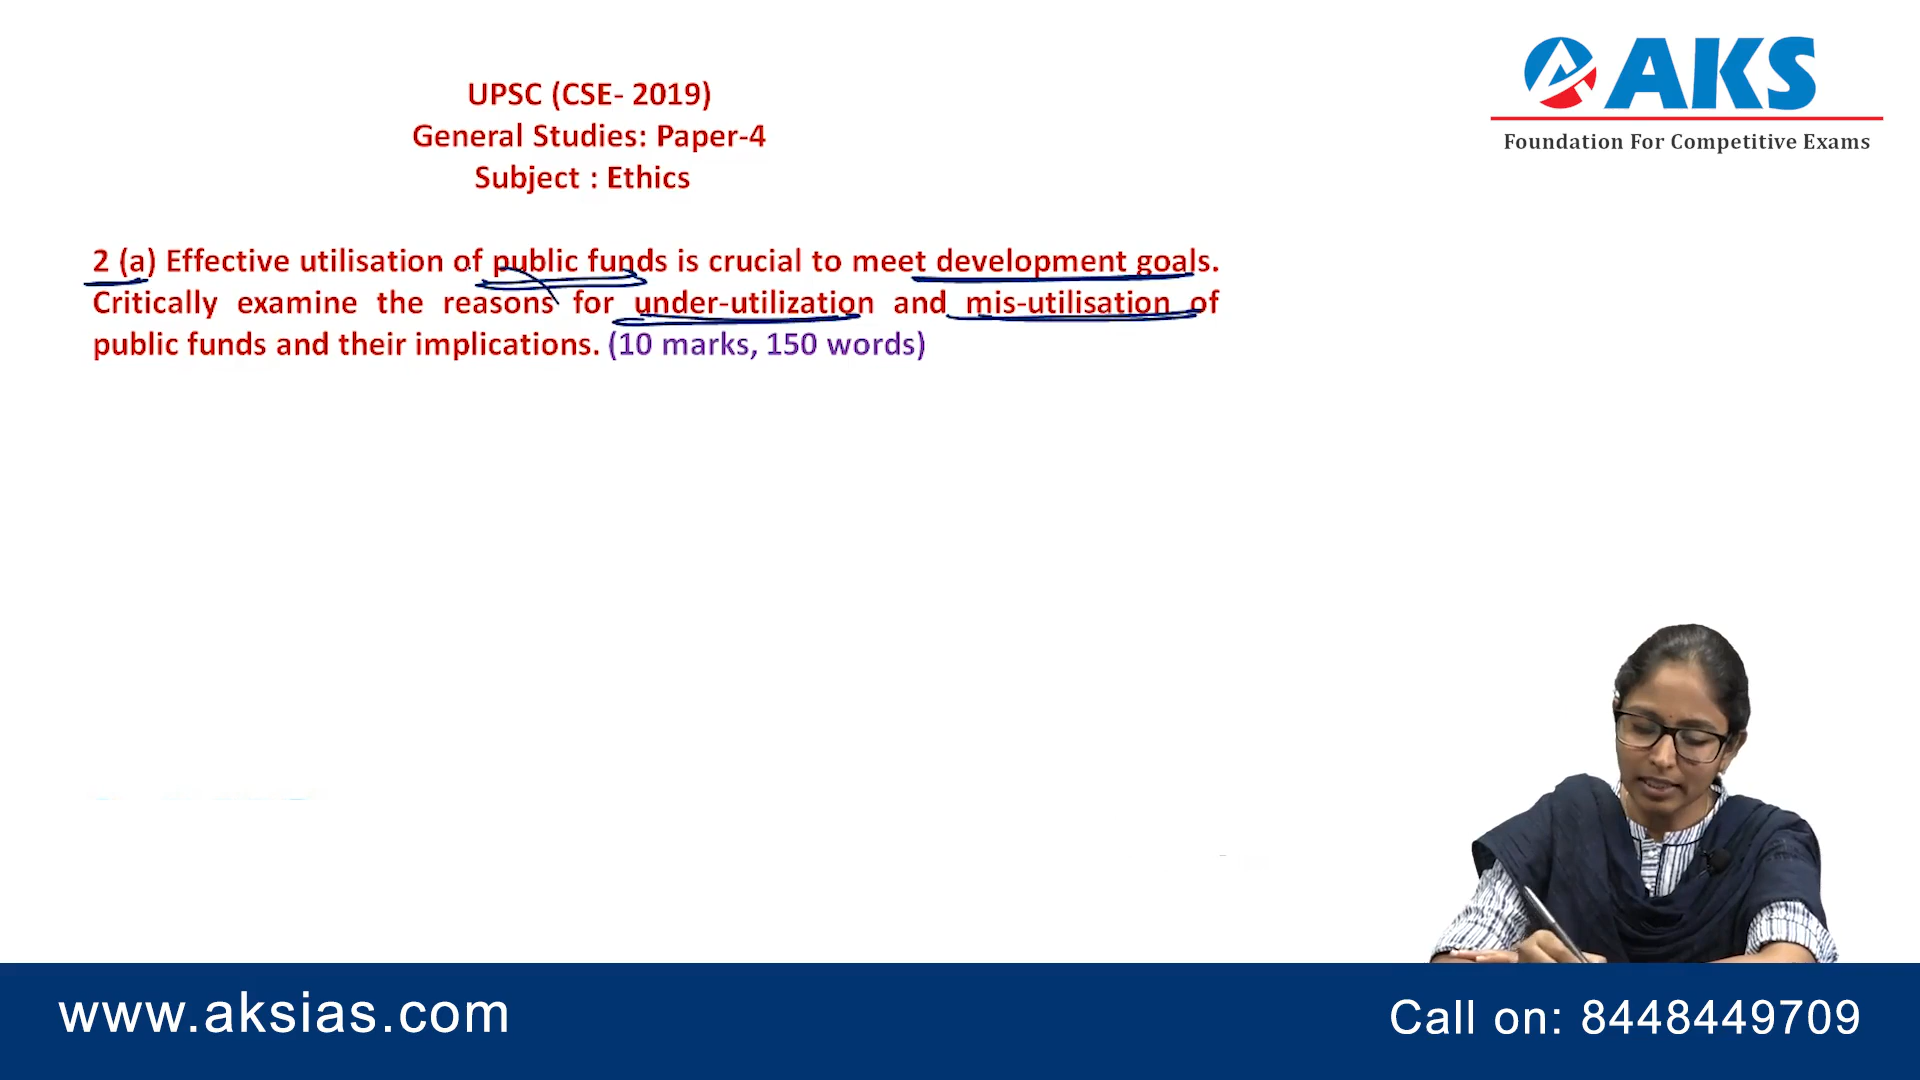 UPSC (CSE- 2019)
General Studies: Paper-4
Subject : Ethics
AKS
Foundation For Competitive Exams
2 (a) Effective utilisation of public funds is crucial to meet development goals.
Critically examine the reasons for under-utilization and mis-utilisation of
public funds and their implications. (10 marks, 150 words)
www.aksias.com
Call on: 8448449709